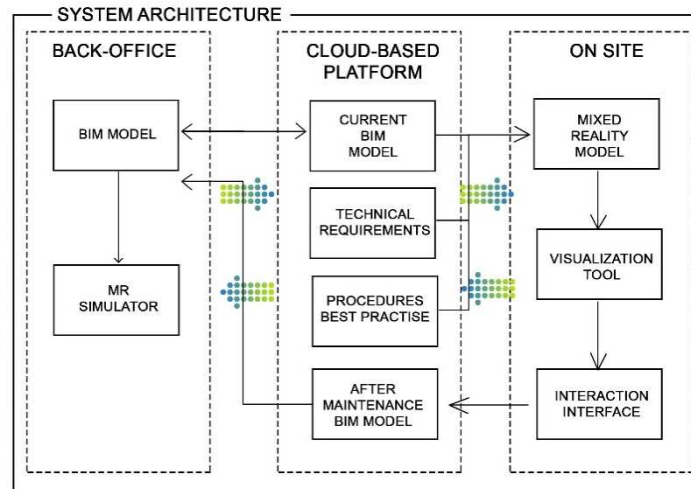 SYSTEM ARCHITECTURE
BACK-OFFICE
BIM MODEL
MR
SIMULATOR
CLOUD-BASED
PLATFORM
CURRENT
BIM
MODEL
TECHNICAL
REQUIREMENTS
PROCEDURES
BEST PRACTISE
AFTER
MAINTENANCE
BIM MODEL
ON SITE
MIXED
REALITY
MODEL
VISUALIZATION
TOOL
INTERACTION
INTERFACE